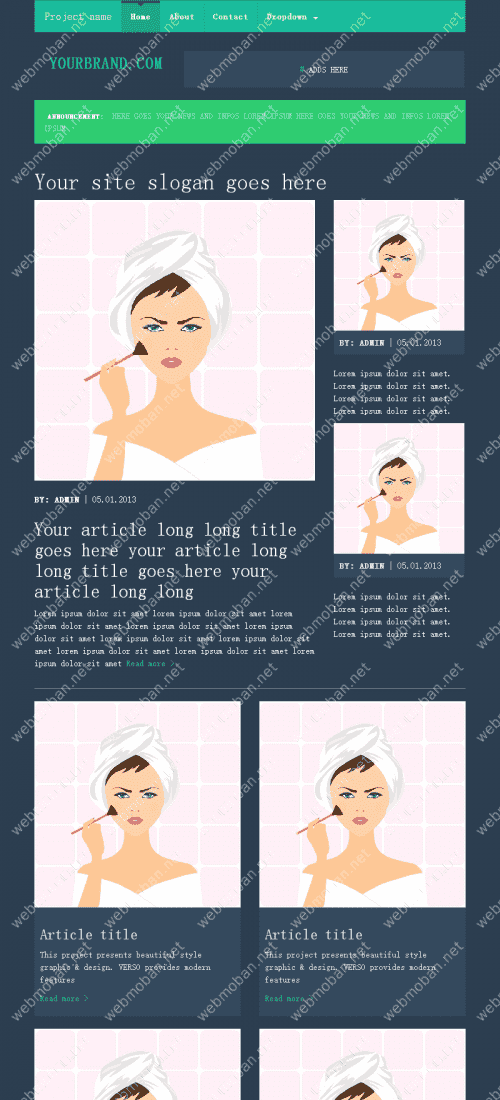 Project name Home About Contact Dropdown
YOURBRAND.COM
# ADDS HERE
ANNOUNCEMENT: HERE GOEZ YOUR NEWS AND INFOS LOREM IPSUM HERE GOEZ YOUR NEWS AND INFOS LOREM
IPSUM
Your site slogan goes here
BY: ADMIN | 05.01.2013
Your article long long title
goes here your article long
long title goes here your
article long long
Lorem ipsum dolor sit amet lorem ipsum dolor sit amet lorem
ipsum dolor sit amet lorem ipsum dolor sit amet lorem ipsum
dolor sit amet lorem ipsum dolor sit amet lorem ipsum dolor sit
amet lorem ipsum dolor sit amet lorem ipsum dolor sit amet lorem
ipsum dolor sit amet Read more >
BY: ADMIN | 05.01.2013
Lorem ipsum dolor sit amet.
Lorem ipsum dolor sit amet.
Lorem ipsum dolor sit amet.
Lorem ipsum dolor sit amet.
BY: ADMIN | 05.01.2013
Lorem ipsum dolor sit amet.
Lorem ipsum dolor sit amet.
Lorem ipsum dolor sit amet.
Lorem ipsum dolor sit amet.
Article title
This project presents beautiful style
graphic & design. VERSO provides modern
features
Read more >
Article title
This project presents beautiful style
graphic & design. VERSO provides modern
features
Read more
webmoban.net